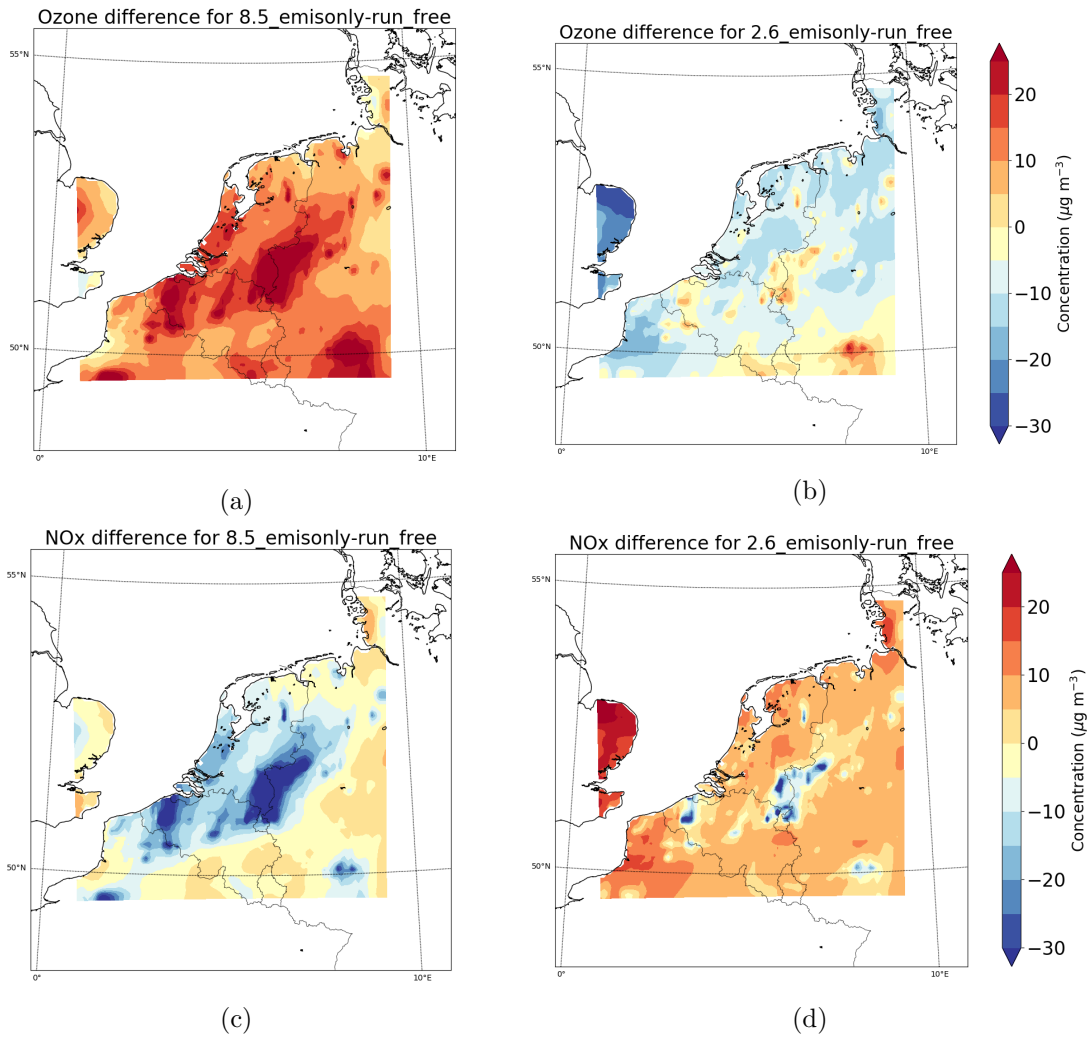 Ozone difference for 8.5_emisonly-run_free
55°N
50°N
0°
10°E
(a)
Ozone difference for 2.6_emisonly-run_free
55°N
50°N
0°
10°E
(b)
20
10
0
−10
−20
−30
Concentration (μg m⁻³)
NOx difference for 8.5_emisonly-run_free
55°N
50°N
0°
10°E
(c)
NOx difference for 2.6_emisonly-run_free
55°N
50°N
0°
10°E
(d)
20
10
0
−10
−20
−30
Concentration (μg m⁻³)